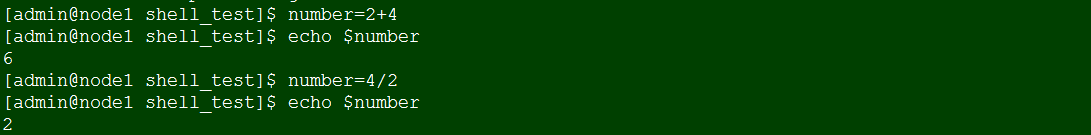 [admin@node1 shell_test]$ number=2+4
[admin@node1 shell_test]$ echo $number
6
[admin@node1 shell_test]$ number=4/2
[admin@node1 shell_test]$ echo $number
2